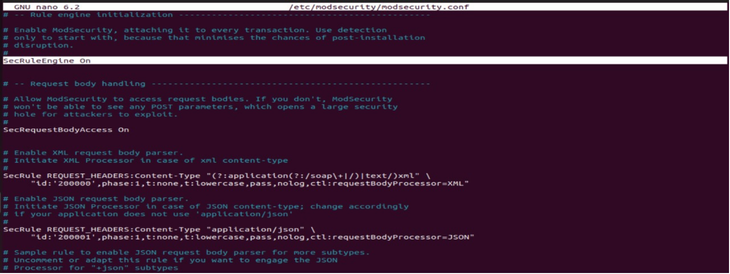 GNU nano 6.2 /etc/modsecurity/modsecurity.conf
# -- Rule engine initialization ----------------------------------------------
# Enable ModSecurity, attaching it to every transaction. Use detection
# only to start with, because that minimises the chances of post-installation
# disruption.
#
SecRuleEngine On
# -- Request body handling ---------------------------------------------------
# Allow ModSecurity to access request bodies. If you don't, ModSecurity
# won't be able to see any POST parameters, which opens a large security
# hole for attackers to exploit.
#
SecRequestBodyAccess On
# Enable XML request body parser.
# Initiate XML Processor in case of xml content-type
#
SecRule REQUEST_HEADERS:Content-Type "(?:application(?:/soap\+|/)|text/)xml" \
"id:'200000',phase:1,t:none,t:lowercase,pass,nolog,ctl:requestBodyProcessor=XML"
# Enable JSON request body parser.
# Initiate JSON Processor in case of JSON content-type; change accordingly
# if your application does not use 'application/json'
#
SecRule REQUEST_HEADERS:Content-Type "application/json" \
"id:'200001',phase:1,t:none,t:lowercase,pass,nolog,ctl:requestBodyProcessor=JSON"
# Sample rule to enable JSON request body parser for more subtypes.
# Uncomment or adapt this rule if you want to engage the JSON
# Processor for "+json" subtypes